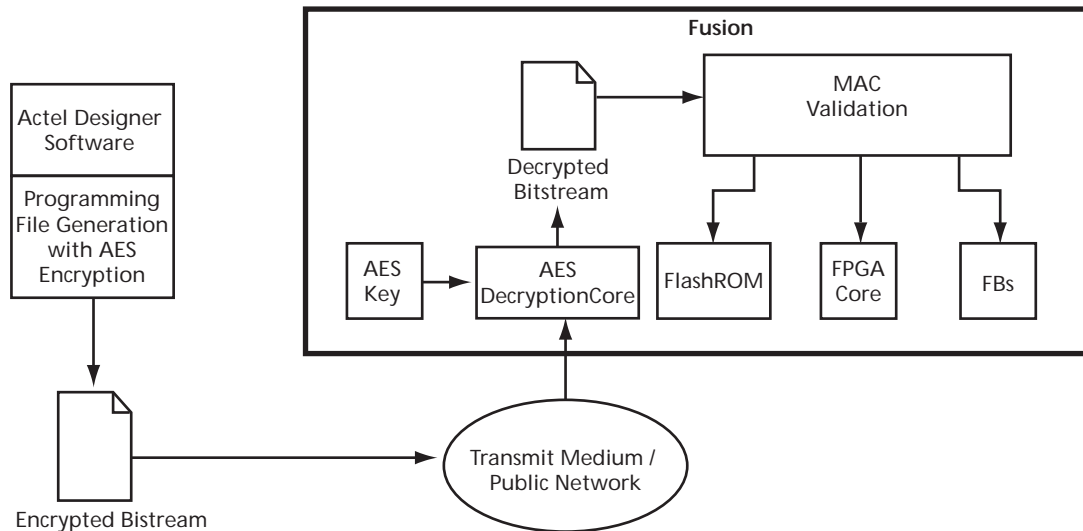 Fusion
Actel Designer
Software
Programming
File Generation
with AES
Encryption
Encrypted Bistream
Transmit Medium /
Public Network
AES
Key
AES
DecryptionCore
Decrypted
Bitstream
MAC
Validation
FlashROM
FPGA
Core
FBs